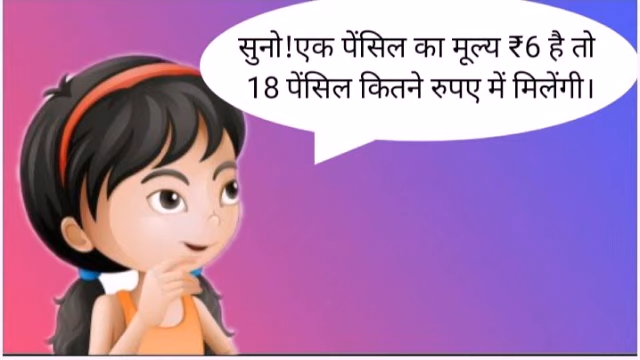 सुनो!एक पेंसिल का मूल्य ₹6 है तो
18 पेंसिल कितने रुपए में मिलेंगी।